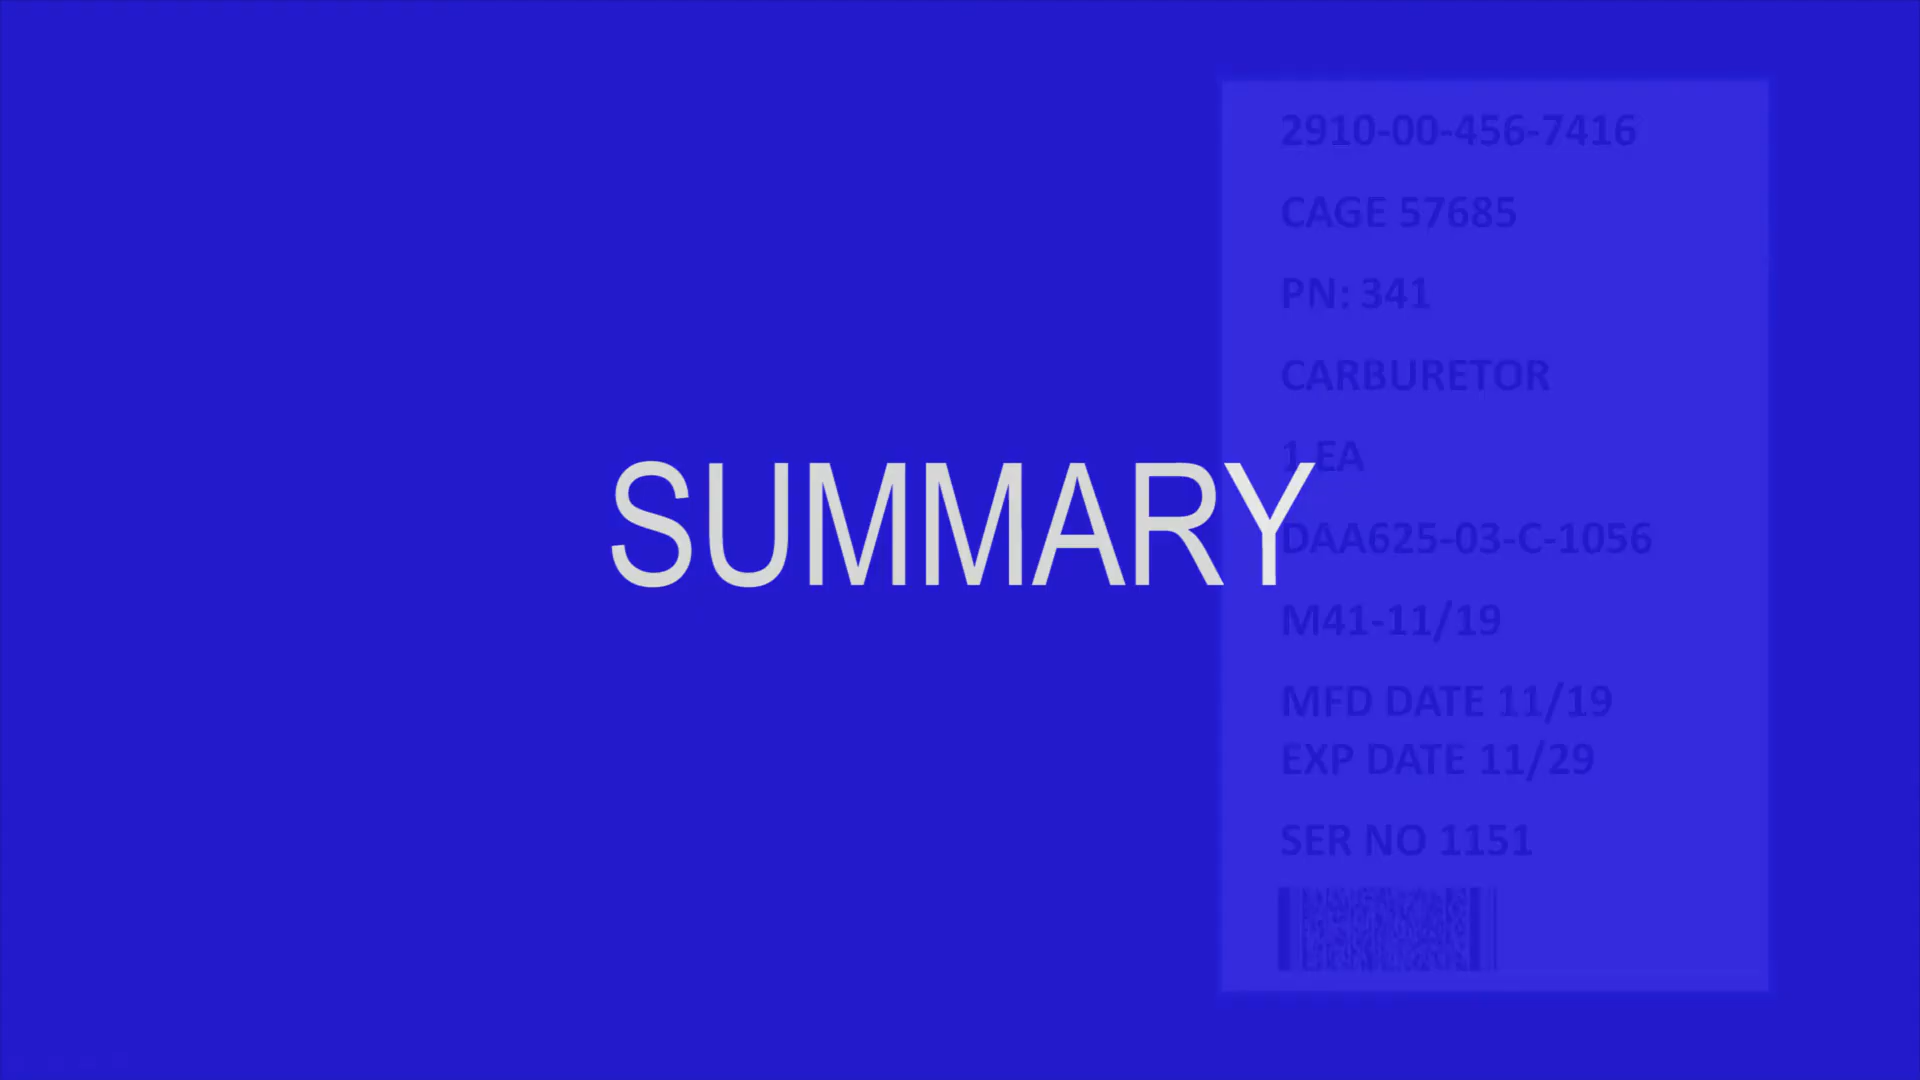 SUMMARY
2910-00-456-7416
CAGE 57685
PN: 341
CARBURETOR
1 EA
DAA625-03-C-1056
M41-11/19
MFD DATE 11/19
EXP DATE 11/29
SER NO 1151